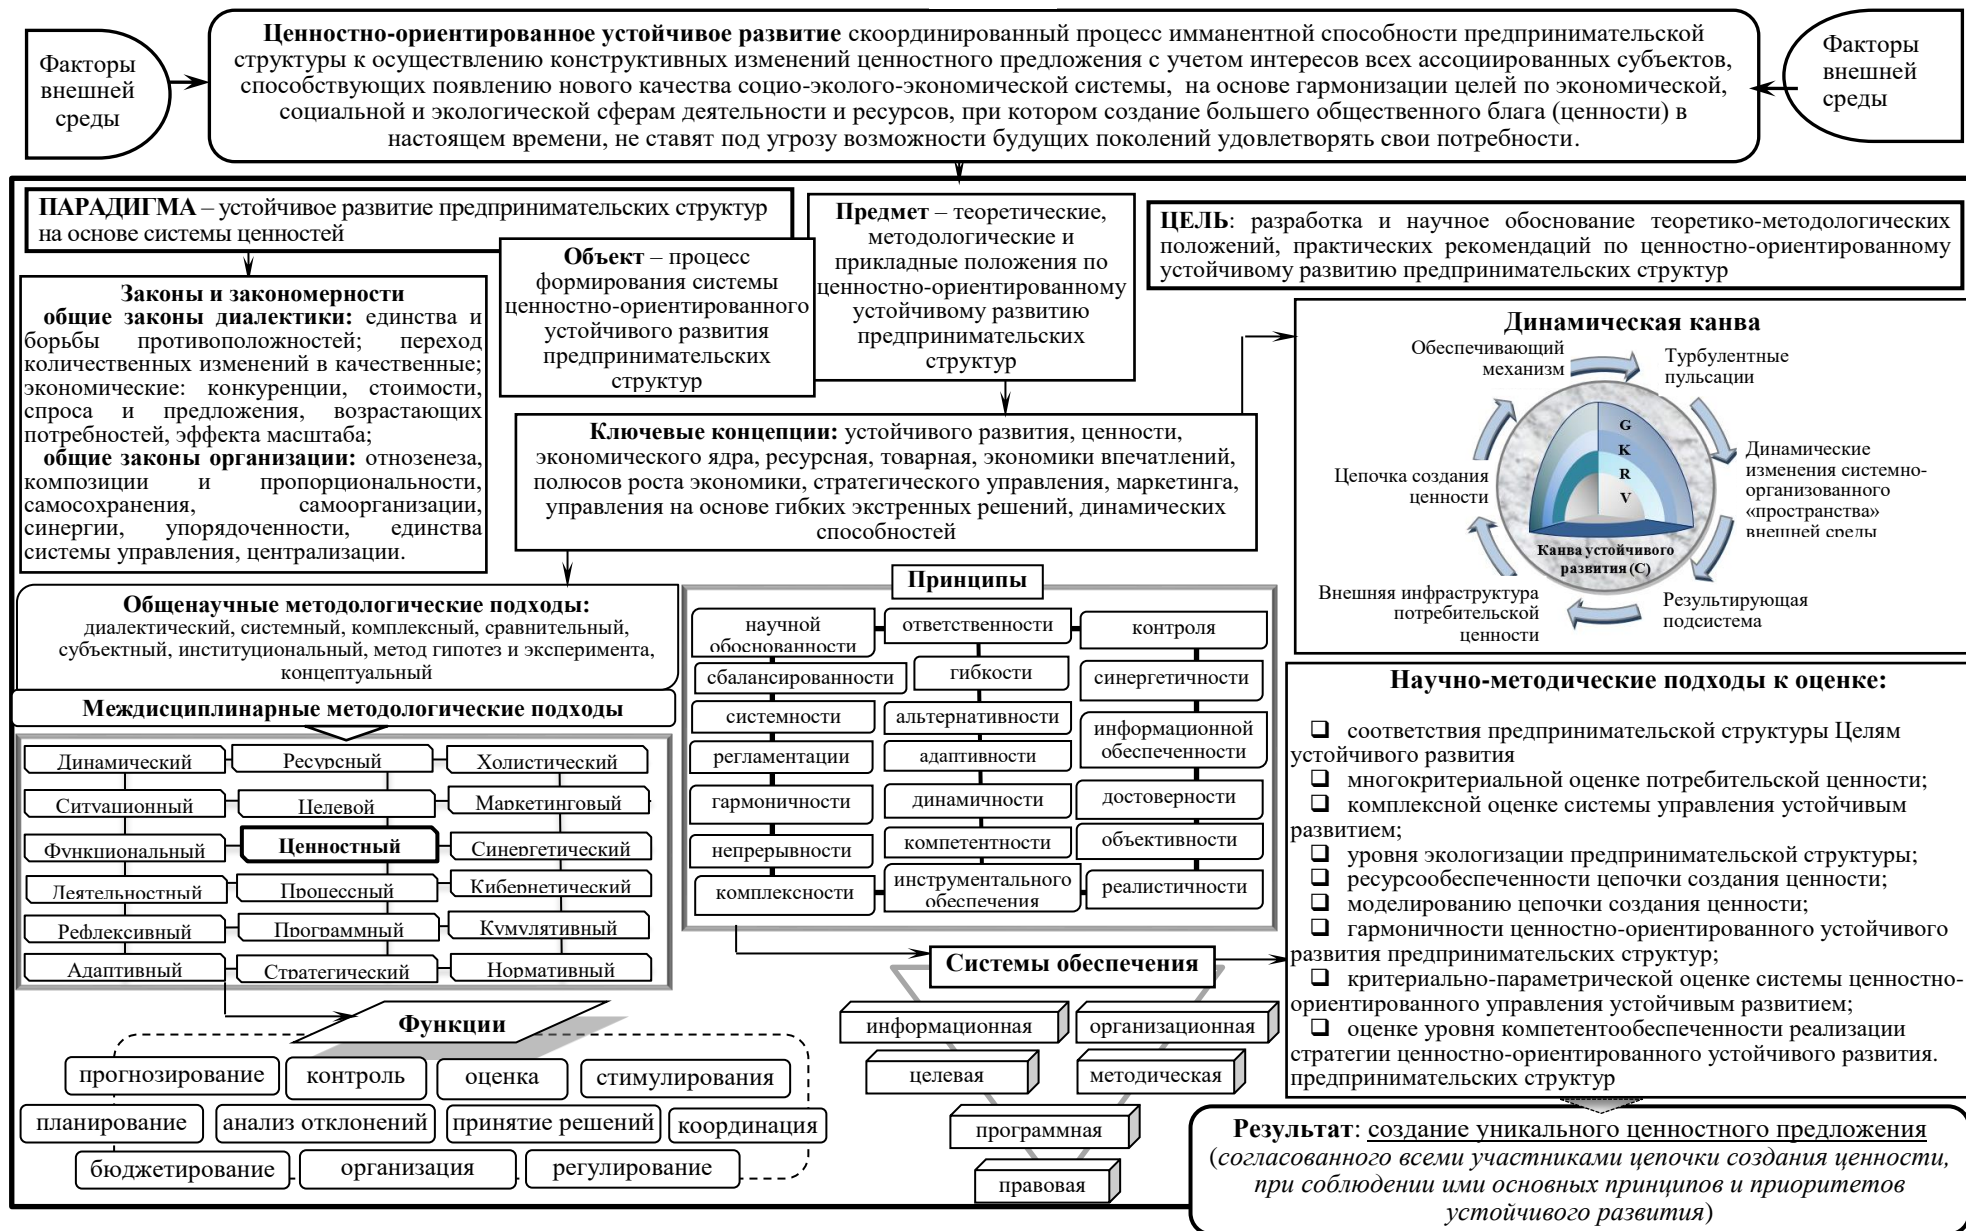 Факторы
внешней
среды
Ценностно-ориентированное устойчивое развитие скоординированный процесс имманентной способности предпринимательской
структуры к осуществлению конструктивных изменений ценностного предложения с учетом интересов всех ассоциированных субъектов,
способствующих появлению нового качества социо-эколого-экономической системы, на основе гармонизации целей по экономической,
социальной и экологической сферам деятельности и ресурсов, при котором создание большего общественного блага (ценности) в
настоящем времени, не ставят под угрозу возможности будущих поколений удовлетворять свои потребности.
Факторы
внешней
среды
ПАРАДИГМА – устойчивое развитие предпринимательских структур
на основе системы ценностей
Объект – процесс
формирования системы
ценностно-ориентированного
устойчивого развития
предпринимательских
структур
Предмет – теоретические,
методологические и
прикладные положения по
ценностно-ориентированному
устойчивому развитию
предпринимательских
структур
ЦЕЛЬ: разработка и научное обоснование теоретико-методологических
положений, практических рекомендаций по ценностно-ориентированному
устойчивому развитию предпринимательских структур
Законы и закономерности
общие законы диалектики: единства и
борьбы противоположностей; переход
количественных изменений в качественные;
экономические: конкуренции, стоимости,
спроса и предложения, возрастающих
потребностей, эффекта масштаба;
общие законы организации: отнозенеза,
композиции и пропорциональности,
самосохранения, самоорганизации,
синергии, упорядоченности, единства
системы управления, централизации.
Ключевые концепции: устойчивого развития, ценности,
экономического ядра, ресурсная, товарная, экономики впечатлений,
полюсов роста экономики, стратегического управления, маркетинга,
управления на основе гибких экстренных решений, динамических
способностей
Динамическая канва
Обеспечивающий
механизм
Турбулентные
пульсации
Цепочка создания
ценности
G
K
R
V
Динамические
изменения системно-
организованного
«пространства»
внешней среды
Канва устойчивого
развития (С)
Внешняя инфраструктура
потребительской
ценности
Результирующая
подсистема
Общенаучные методологические подходы:
диалектический, системный, комплексный, сравнительный,
субъектный, институциональный, метод гипотез и эксперимента,
концептуальный
Междисциплинарные методологические подходы
Динамический
Ресурсный
Холистический
Ситуационный
Целевой
Маркетинговый
Функциональный
Ценностный
Синергетический
Деятельностный
Процессный
Кибернетический
Рефлексивный
Программный
Кумулятивный
Адаптивный
Стратегический
Нормативный
Принципы
научной
обоснованности
ответственности
контроля
сбалансированности
гибкости
синергетичности
системности
альтернативности
информационной
обеспеченности
регламентации
адаптивности
гармоничности
динамичности
достоверности
непрерывности
компетентности
объективности
комплексности
инструментального
обеспечения
реалистичности
Научно-методические подходы к оценке:
❑ соответствия предпринимательской структуры Целям
устойчивого развития
❑ многокритериальной оценке потребительской ценности;
❑ комплексной оценке системы управления устойчивым
развитием;
❑ уровня экологизации предпринимательской структуры;
❑ ресурсообеспеченности цепочки создания ценности;
❑ моделированию цепочки создания ценности;
❑ гармоничности ценностно-ориентированного устойчивого
развития предпринимательских структур;
❑ критериально-параметрической оценке системы ценностно-
ориентированного управления устойчивым развитием;
❑ оценке уровня компетентообеспеченности реализации
стратегии ценностно-ориентированного устойчивого развития.
предпринимательских структур
Функции
прогнозирование
контроль
оценка
стимулирования
планирование
анализ отклонений
принятие решений
координация
бюджетирование
организация
регулирование
Системы обеспечения
информационная
организационная
целевая
методическая
программная
правовая
Результат: создание уникального ценностного предложения
(согласованного всеми участниками цепочки создания ценности,
при соблюдении ими основных принципов и приоритетов
устойчивого развития)